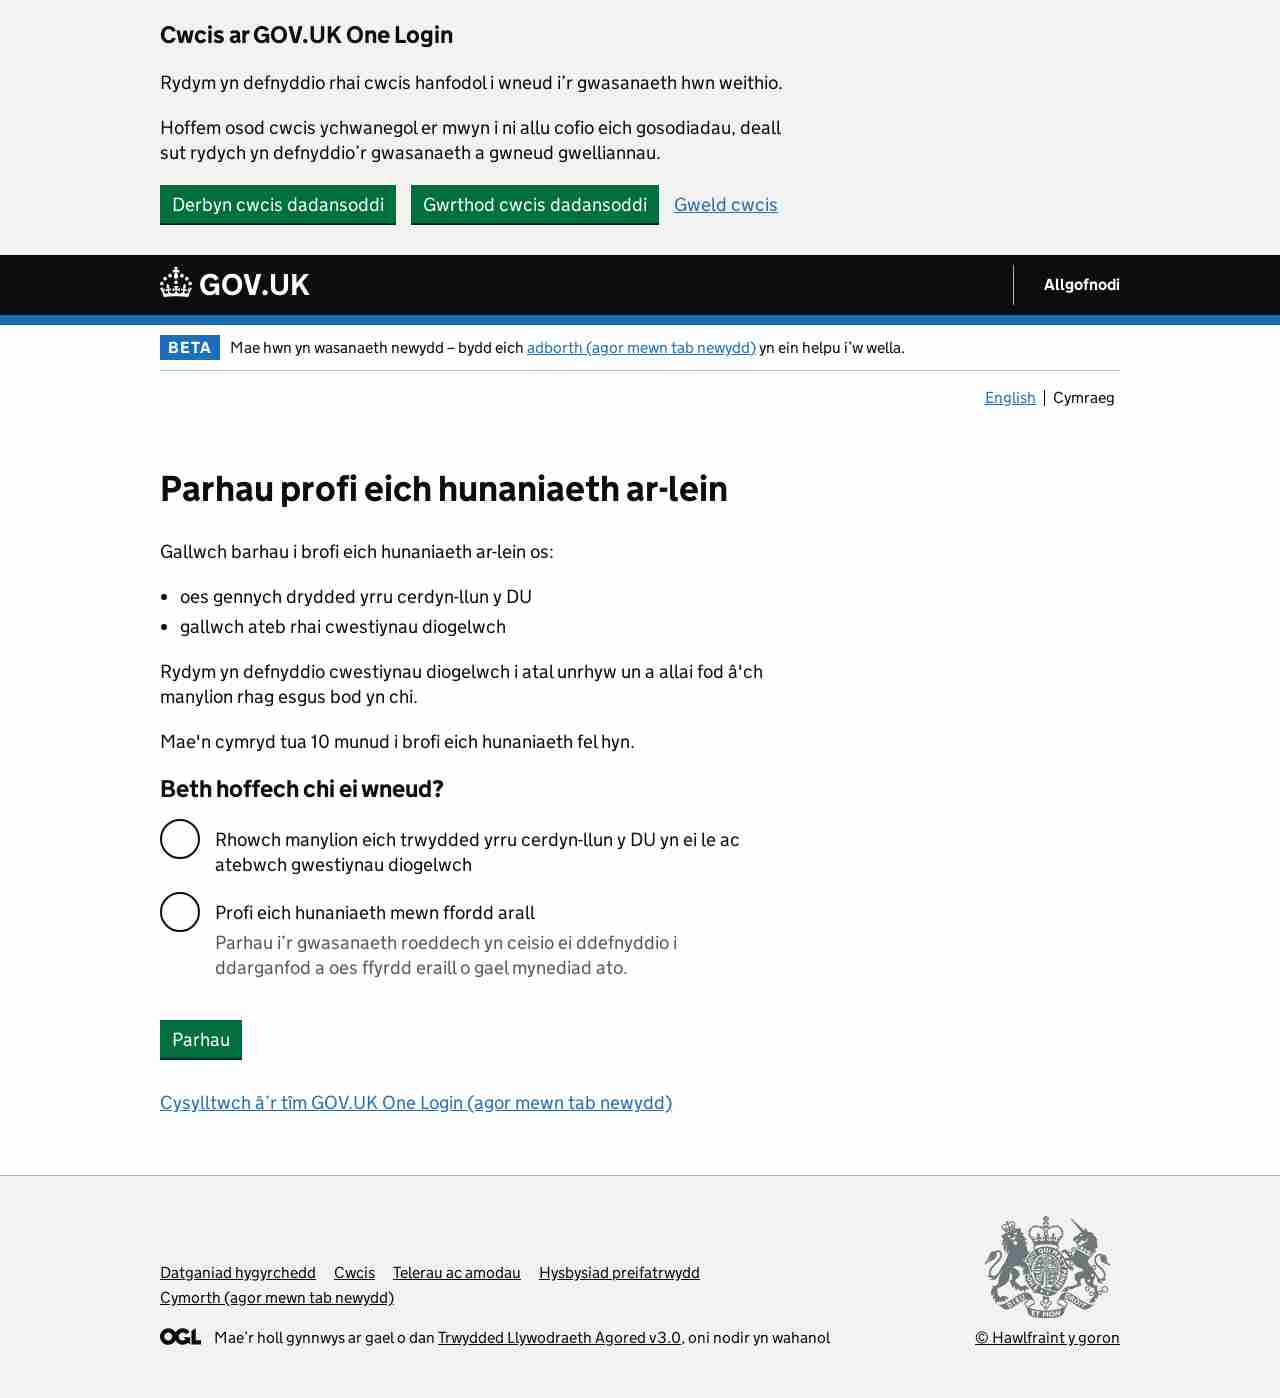 Cwcis ar GOV.UK One Login
Rydym yn defnyddio rhai cwcis hanfodol i wneud i’r gwasanaeth hwn weithio.
Hoffem osod cwcis ychwanegol er mwyn i ni allu cofio eich gosodiadau, deall
sut rydych yn defnyddio’r gwasanaeth a gwneud gwelliannau.
Derbyn cwcis dadansoddi Gwrthod cwcis dadansoddi Gweld cwcis
GOV.UK Allgofnodi
BETA Mae hwn yn wasanaeth newydd – bydd eich adborth (agor mewn tab newydd) yn ein helpu i’w wella.
English Cymraeg
Parhau profi eich hunaniaeth ar-lein
Gallwch barhau i brofi eich hunaniaeth ar-lein os:
• oes gennych drydded yrru cerdyn-llun y DU
• gallwch ateb rhai cwestiynau diogelwch
Rydym yn defnyddio cwestiynau diogelwch i atal unrhyw un a allai fod â'ch
manylion rhag esgus bod yn chi.
Mae'n cymryd tua 10 munud i brofi eich hunaniaeth fel hyn.
Beth hoffech chi ei wneud?
Rhowch manylion eich trwydded yrru cerdyn-llun y DU yn ei le ac
atebwch gwestiynau diogelwch
Profi eich hunaniaeth mewn ffordd arall
Parhau i’r gwasanaeth roeddech yn ceisio ei ddefnyddio i
ddarganfod a oes ffyrdd eraill o gael mynediad ato.
Parhau
Cysylltwch â’r tîm GOV.UK One Login (agor mewn tab newydd)
Datganiad hygyrchedd Cwcis Telerau ac amodau Hysbysiad preifatrwydd
Cymorth (agor mewn tab newydd)
OGL Mae’r holl gynnwys ar gael o dan Trwydded Llywodraeth Agored v3.0, oni nodir yn wahanol
© Hawlfraint y goron